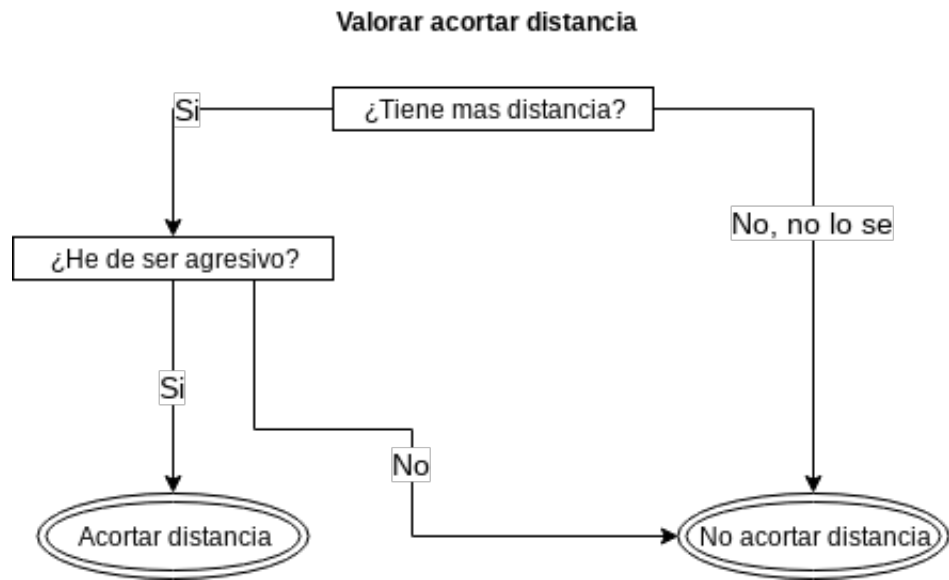 Valorar acortar distancia
¿Tiene mas distancia?
Si
No, no lo se
¿He de ser agresivo?
Si
No
Acortar distancia
No acortar distancia